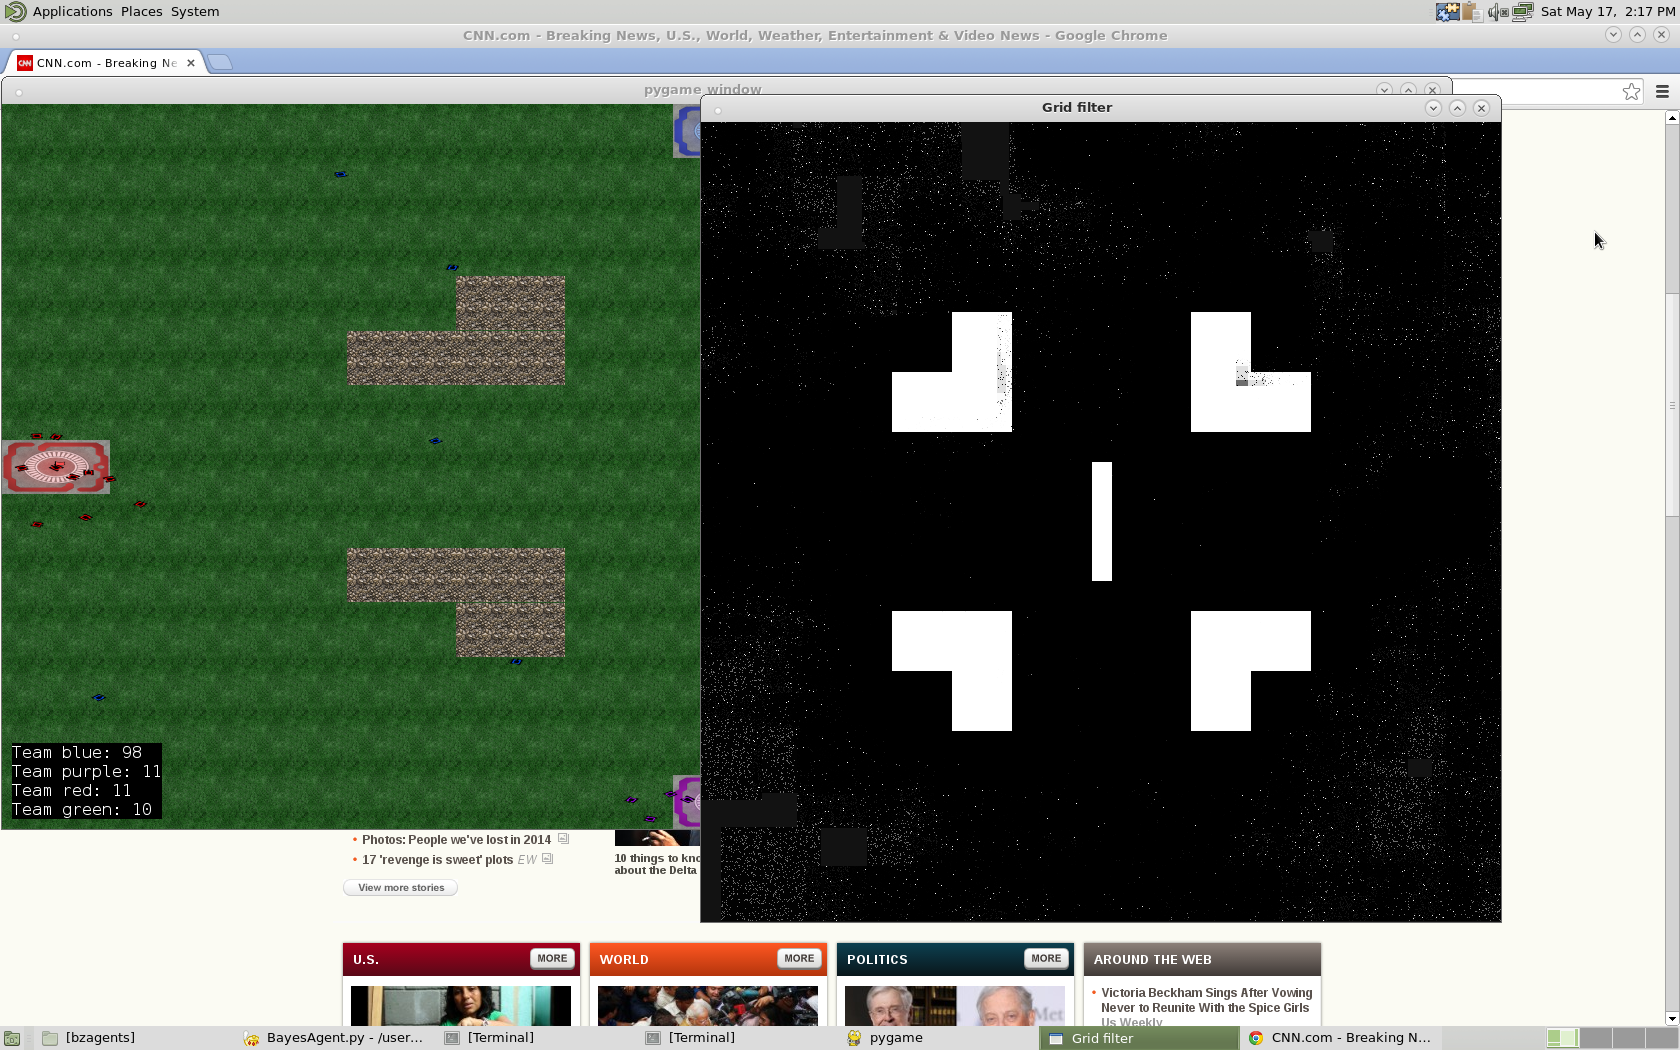 Applications Places System
Sat May 17, 2:17 PM
CNN.com - Breaking News, U.S., World, Weather, Entertainment & Video News - Google Chrome
CNN CNN.com - Breaking Ne
pygame window
Grid filter
Team blue: 98
Team purple: 11
Team red: 11
Team green: 10
• Photos: People we've lost in 2014
• 17 'revenge is sweet' plots EW
10 things to kno
about the Delta
View more stories
U.S. MORE
WORLD MORE
POLITICS MORE
AROUND THE WEB
• Victoria Beckham Sings After Vowing
Never to Reunite With the Spice Girls
Us Weekly
[bzagents]
BayesAgent.py - /user...
[Terminal]
[Terminal]
pygame
Grid filter
CNN.com - Breaking N...